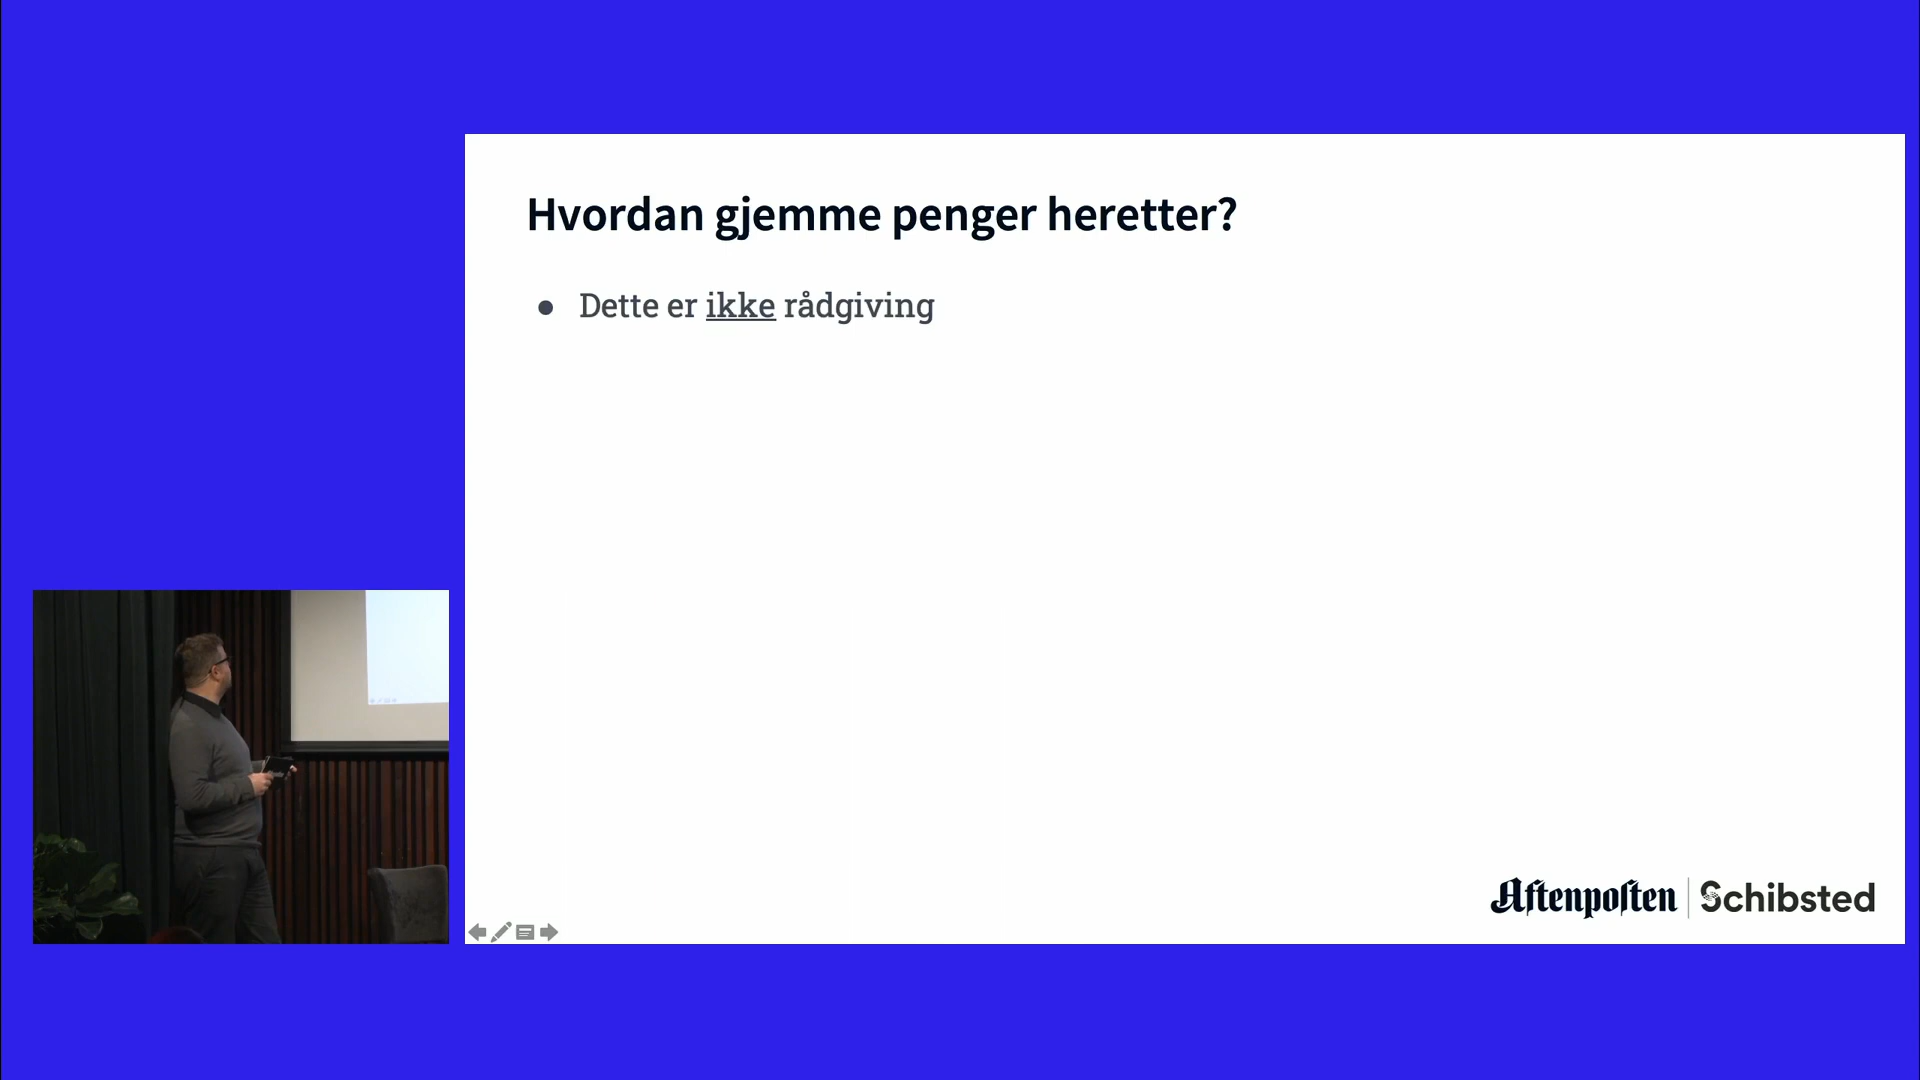 Hvordan gjemme penger heretter?
● Dette er ikke rådgiving
Aftenposten | Schibsted